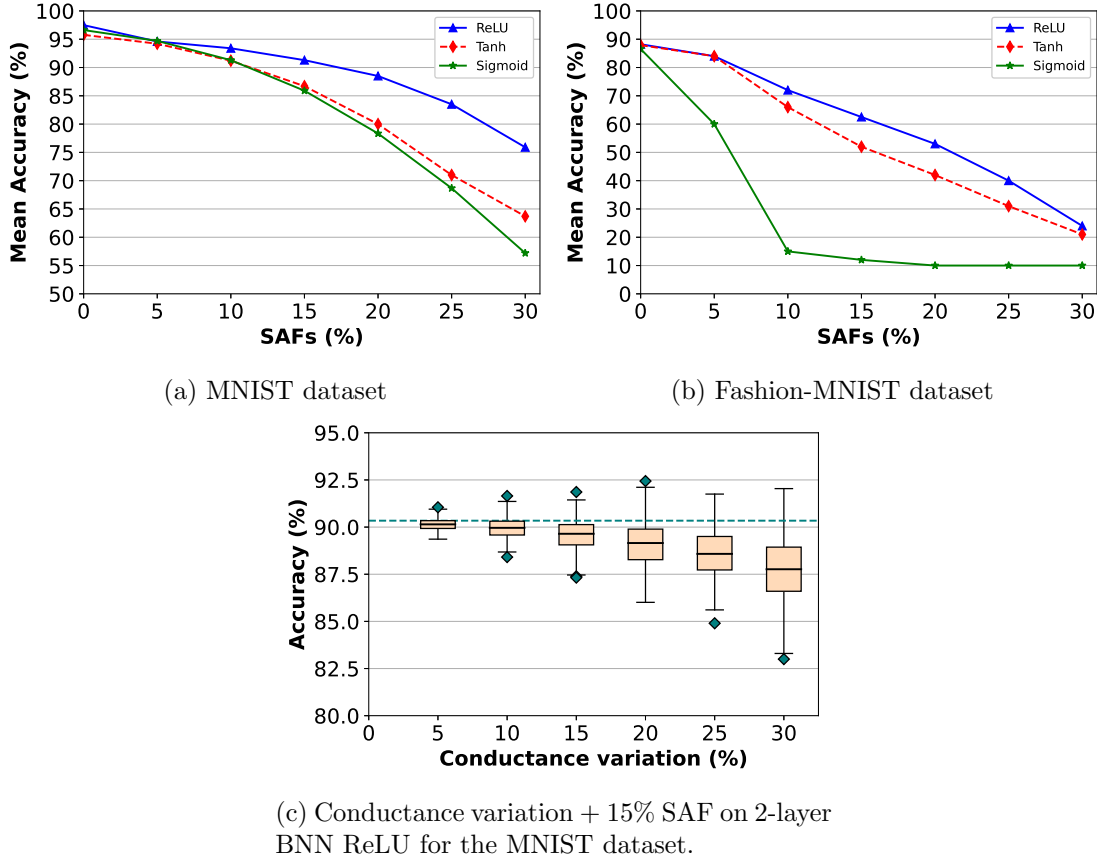 100
95
90
85
80
75
70
65
60
55
50
Mean Accuracy (%)
0 5 10 15 20 25 30
SAFs (%)
ReLU
Tanh
Sigmoid
(a) MNIST dataset
100
90
80
70
60
50
40
30
20
10
0
Mean Accuracy (%)
0 5 10 15 20 25 30
SAFs (%)
ReLU
Tanh
Sigmoid
(b) Fashion-MNIST dataset
95.0
92.5
90.0
87.5
85.0
82.5
80.0
Accuracy (%)
0 5 10 15 20 25 30
Conductance variation (%)
(c) Conductance variation + 15% SAF on 2-layer
BNN ReLU for the MNIST dataset.